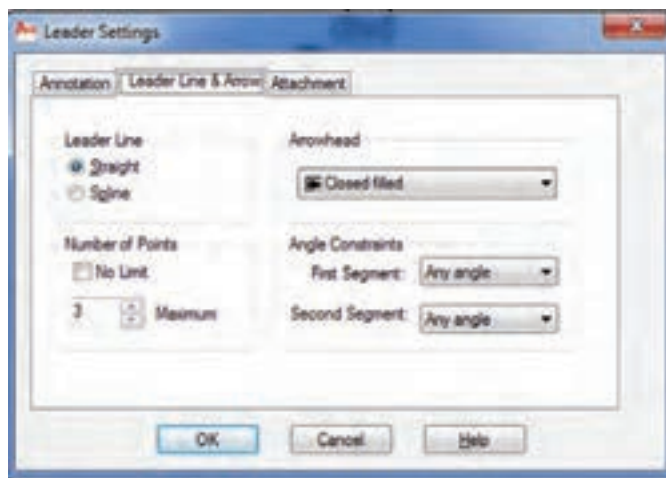 Leader Settings
Annotation Leader Line & Arrow Attachment
Leader Line
Straight
Spline
Arrowhead
Closed filled
Number of Points
No Limit
3 Maximum
Angle Constraints
First Segment: Any angle
Second Segment: Any angle
OK Cancel Help